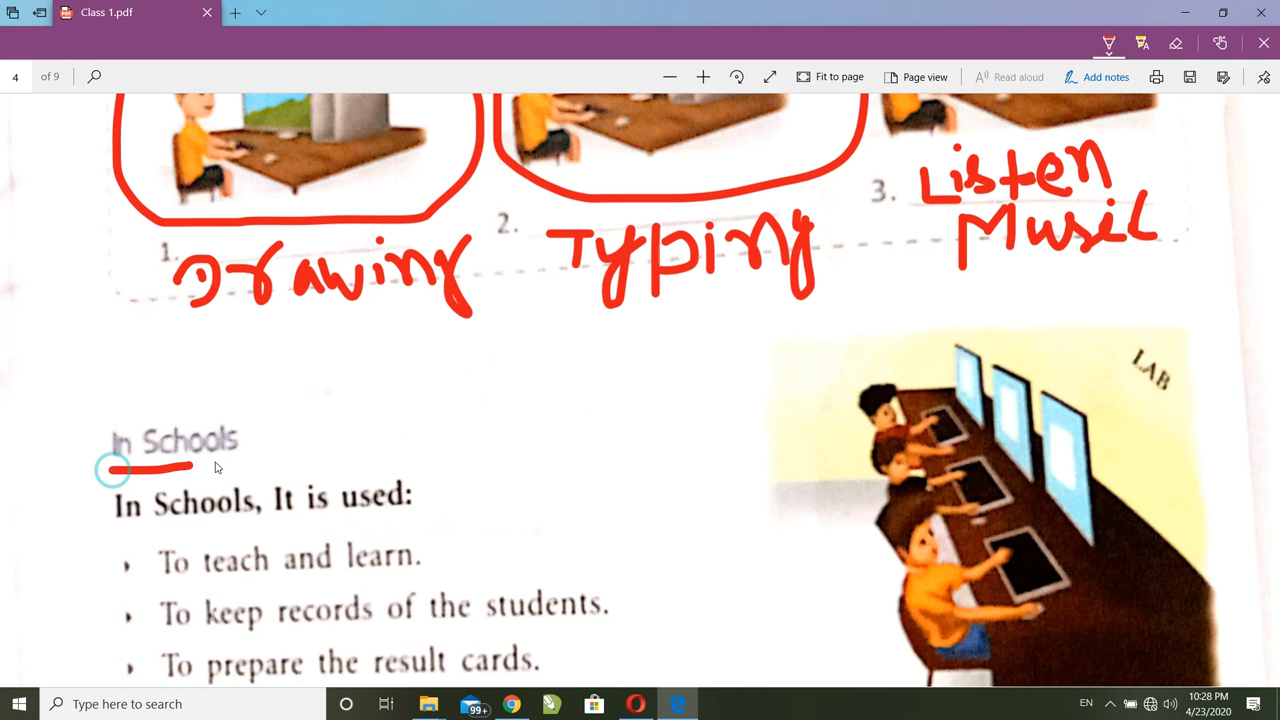 Class 1.pdf
4 of 9
Fit to page
Page view
Read aloud
Add notes
1. Drawing
2. Typing
3. Listen
Music
LAB
In Schools
In Schools, It is used:
To teach and learn.
To keep records of the students.
To prepare the result cards.
Type here to search
99+
EN
10:28 PM
4/23/2020